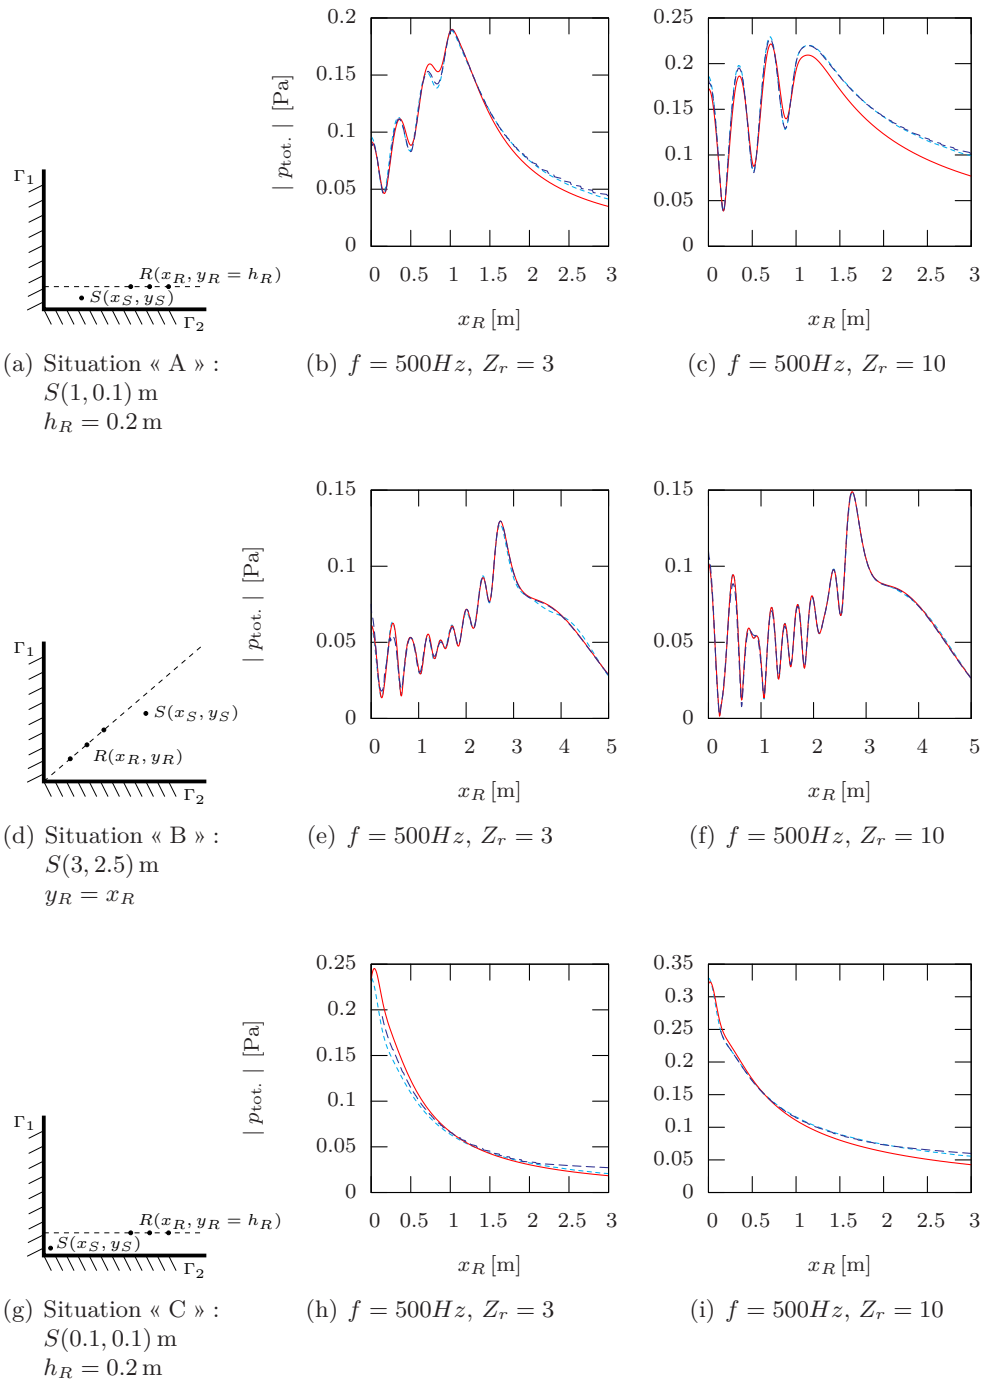 Γ1
R(xR, yR = hR)
S(xS, yS)
Γ2
| ptot. | [Pa]
0.2
0.15
0.1
0.05
0
0 0.5 1 1.5 2 2.5 3
xR [m]
0.25
0.2
0.15
0.1
0.05
0
0 0.5 1 1.5 2 2.5 3
xR [m]
(a) Situation « A » :
S(1, 0.1) m
hR = 0.2 m
(b) f = 500Hz, Zr = 3
(c) f = 500Hz, Zr = 10
Γ1
S(xS, yS)
R(xR, yR)
Γ2
| ptot. | [Pa]
0.15
0.1
0.05
0
0 1 2 3 4 5
xR [m]
0.15
0.1
0.05
0
0 1 2 3 4 5
xR [m]
(d) Situation « B » :
S(3, 2.5) m
yR = xR
(e) f = 500Hz, Zr = 3
(f) f = 500Hz, Zr = 10
Γ1
R(xR, yR = hR)
S(xS, yS)
Γ2
| ptot. | [Pa]
0.25
0.2
0.15
0.1
0.05
0
0 0.5 1 1.5 2 2.5 3
xR [m]
0.35
0.3
0.25
0.2
0.15
0.1
0.05
0
0 0.5 1 1.5 2 2.5 3
xR [m]
(g) Situation « C » :
S(0.1, 0.1) m
hR = 0.2 m
(h) f = 500Hz, Zr = 3
(i) f = 500Hz, Zr = 10